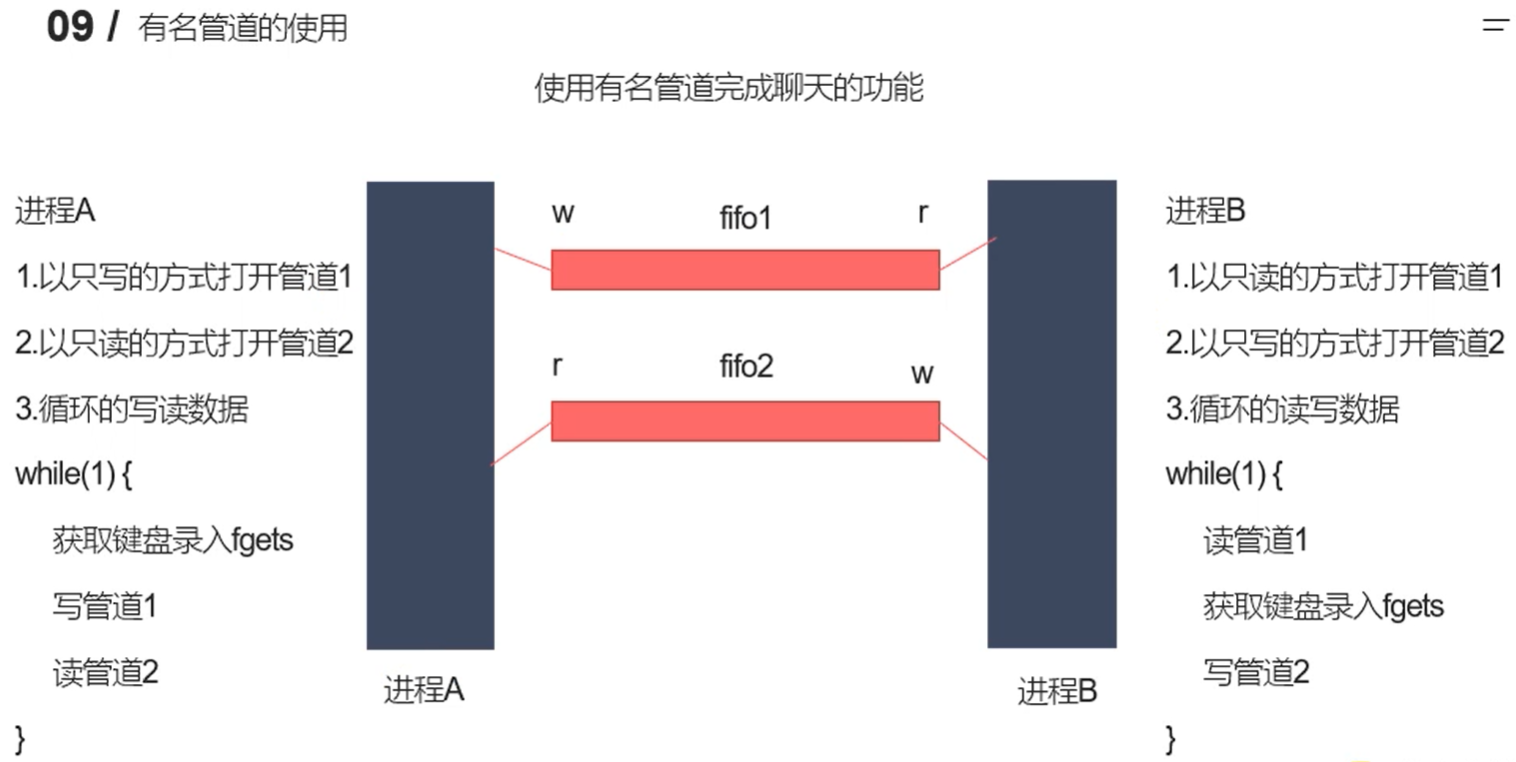 09 / 有名管道的使用
使用有名管道完成聊天的功能
进程A
1.以只写的方式打开管道1
2.以只读的方式打开管道2
3.循环的写读数据
while(1) {
获取键盘录入fgets
写管道1
读管道2
}
w fifo1 r
r fifo2 w
进程A
进程B
进程B
1.以只读的方式打开管道1
2.以只写的方式打开管道2
3.循环的读写数据
while(1) {
读管道1
获取键盘录入fgets
写管道2
}